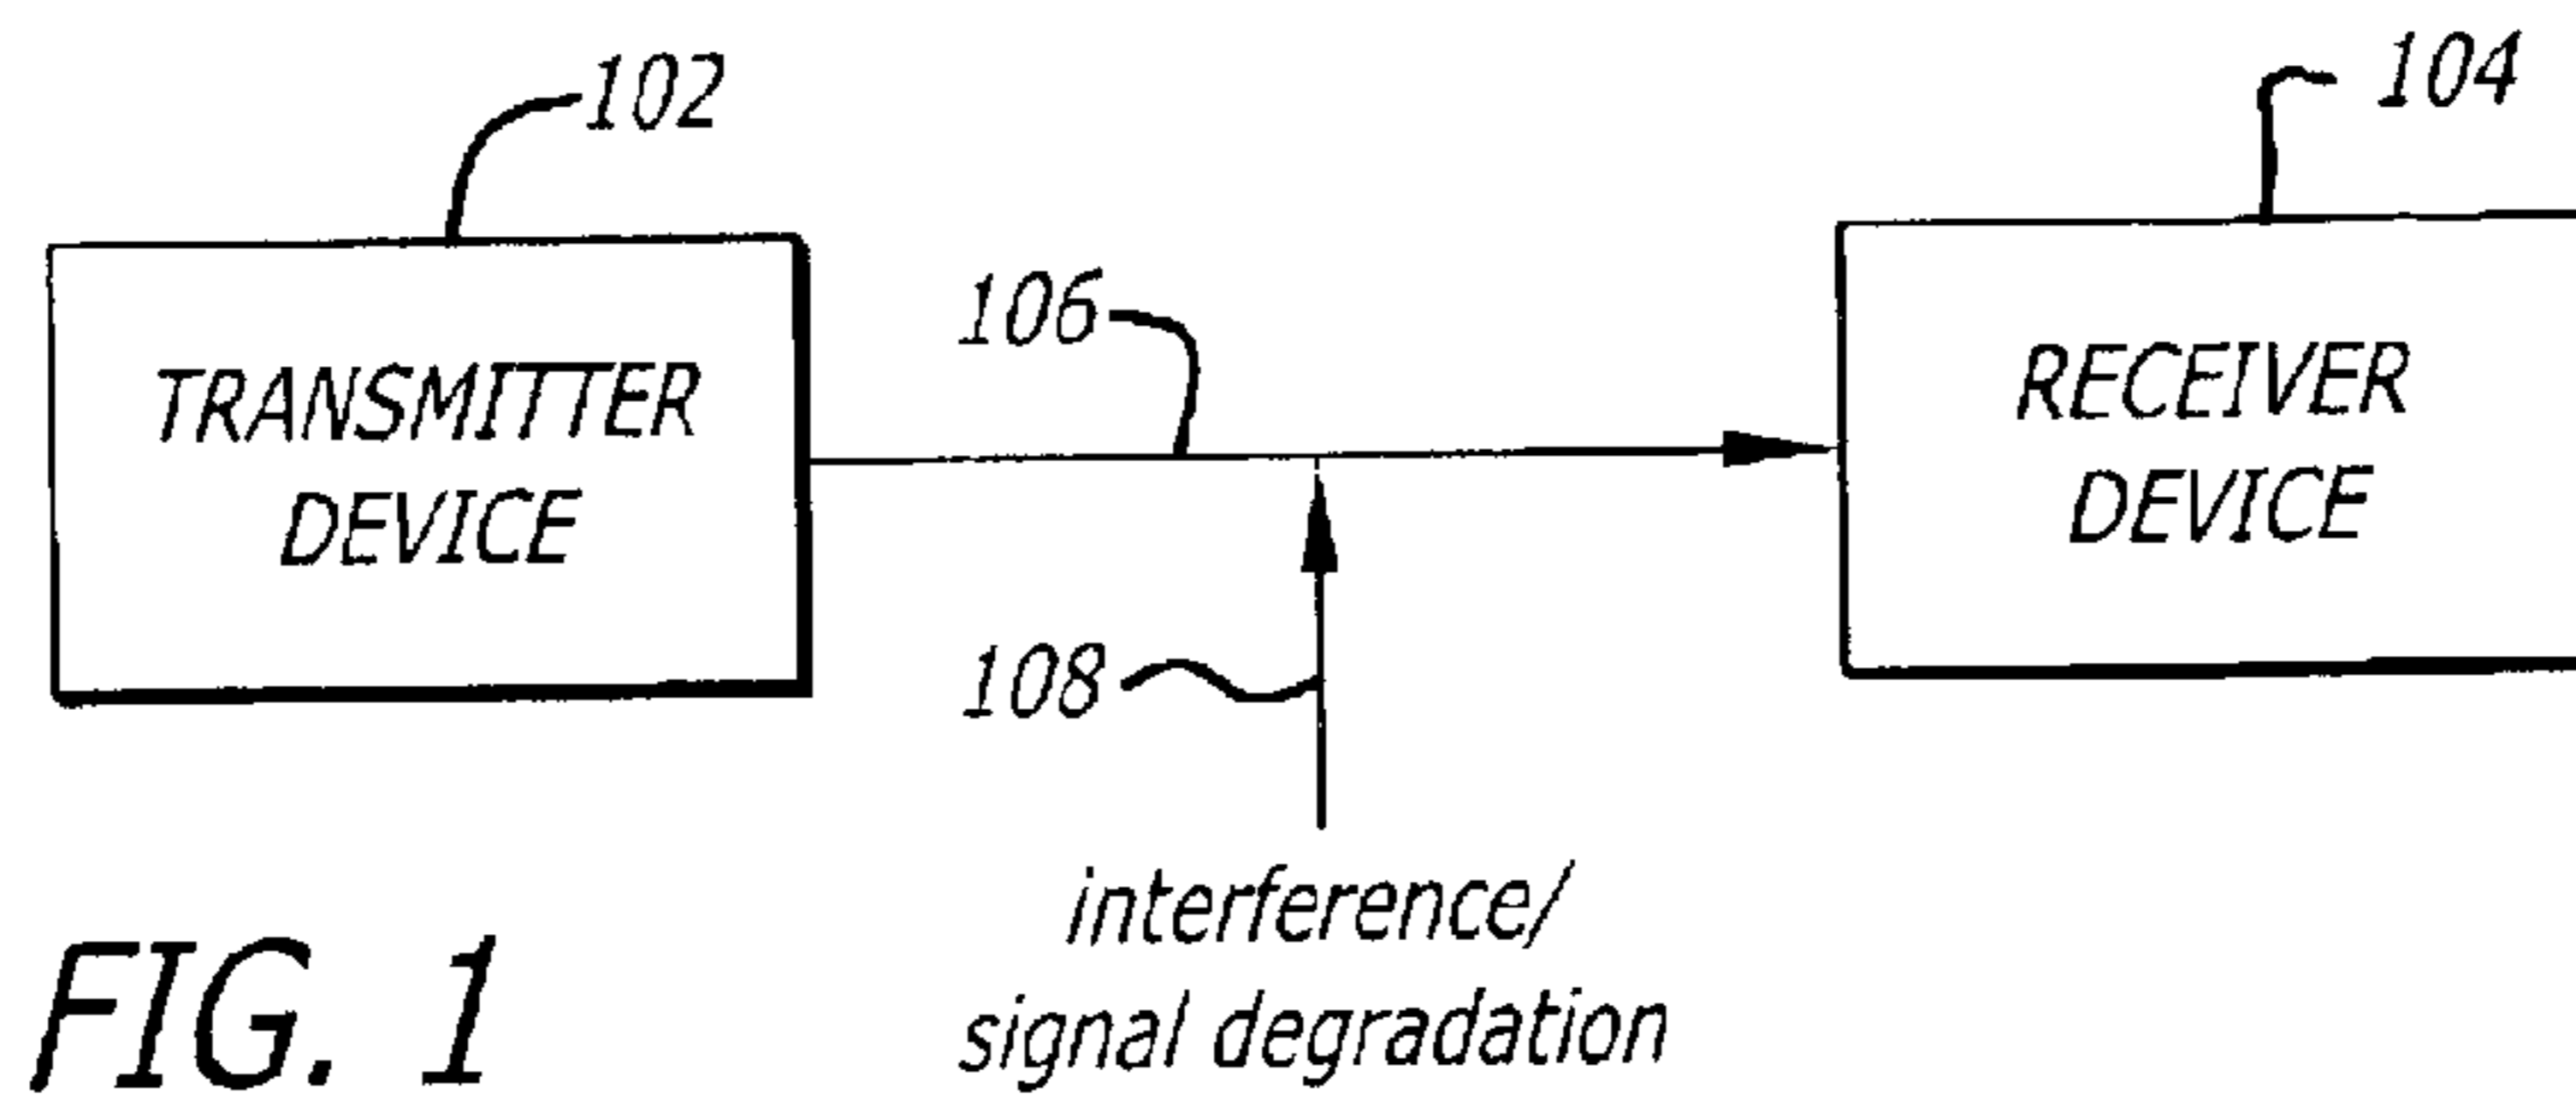 102
104
106
TRANSMITTER
DEVICE
RECEIVER
DEVICE
108
interference/
signal degradation
FIG. 1